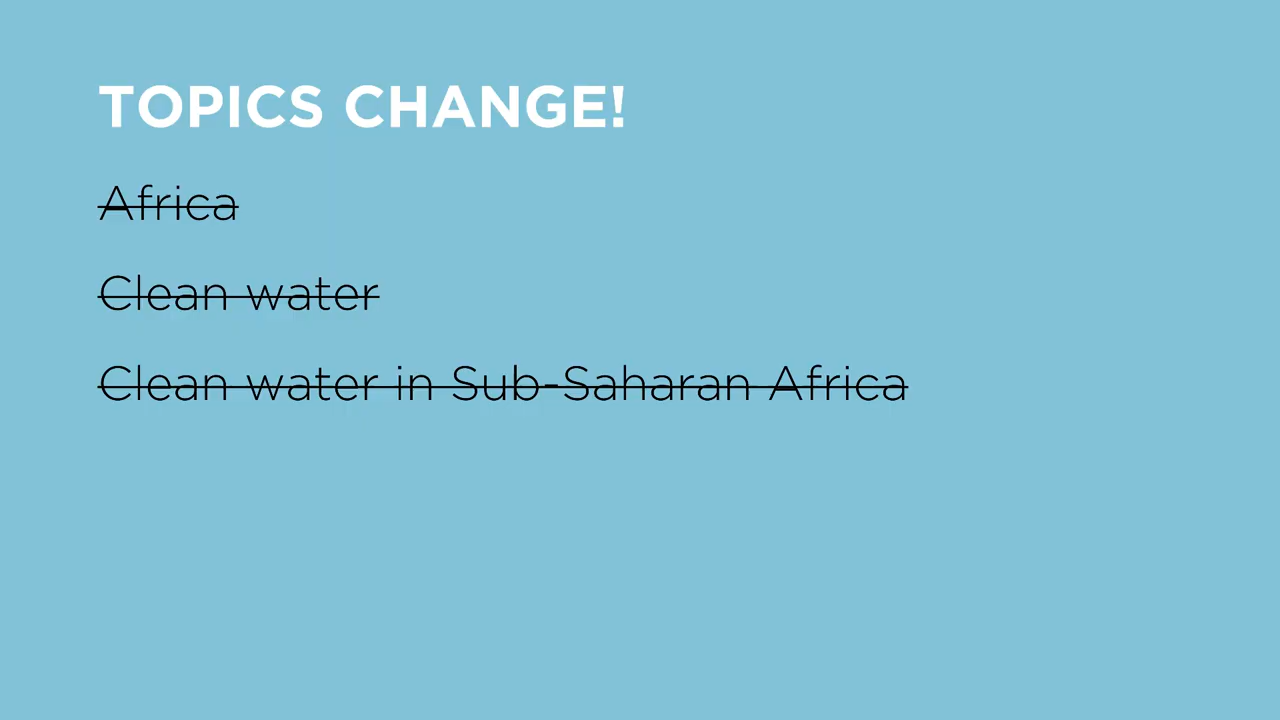 TOPICS CHANGE!
Africa
Clean water
Clean water in Sub-Saharan Africa